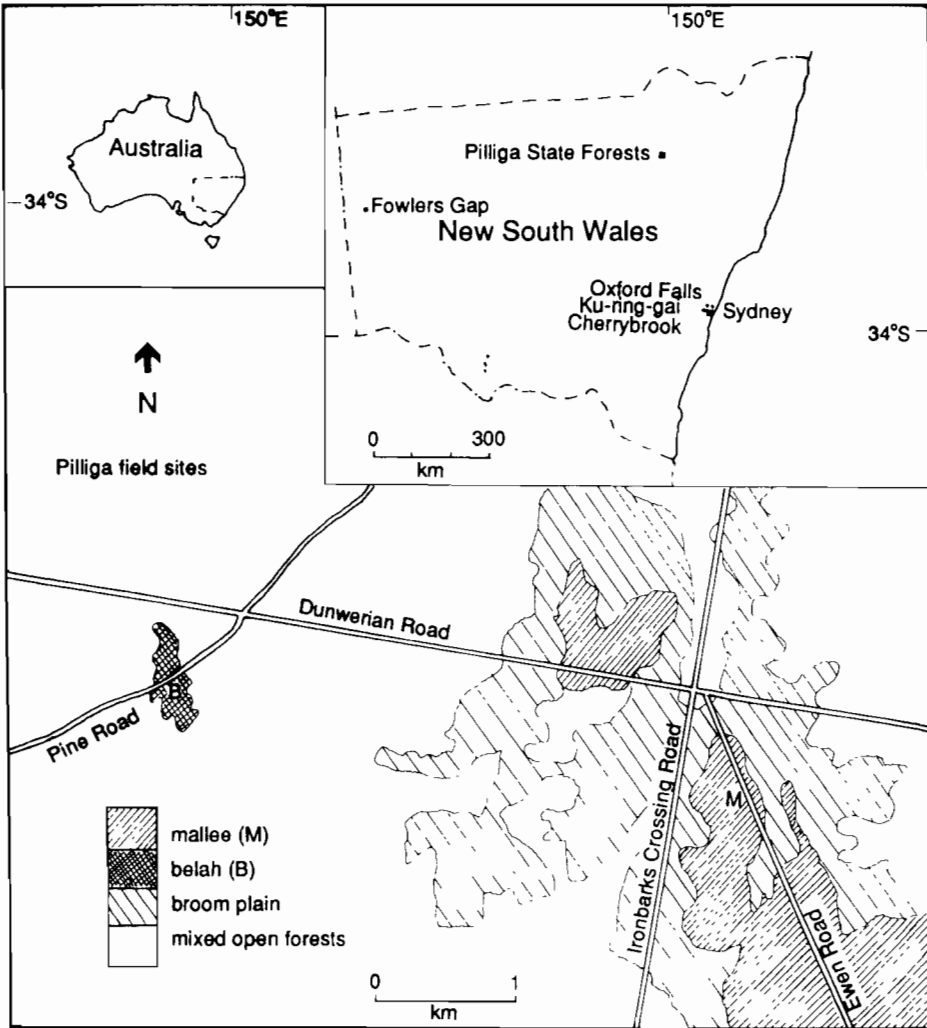 150°E
Australia
34°S
150°E
Pilliga State Forests
Fowlers Gap
New South Wales
Oxford Falls
Ku-ring-gai
Cherrybrook
Sydney
34°S
0 300
km
N
Pilliga field sites
Dunwerian Road
B
Pine Road
Ironbarks Crossing Road
M
Ewen Road
mallee (M)
belah (B)
broom plain
mixed open forests
0 1
km